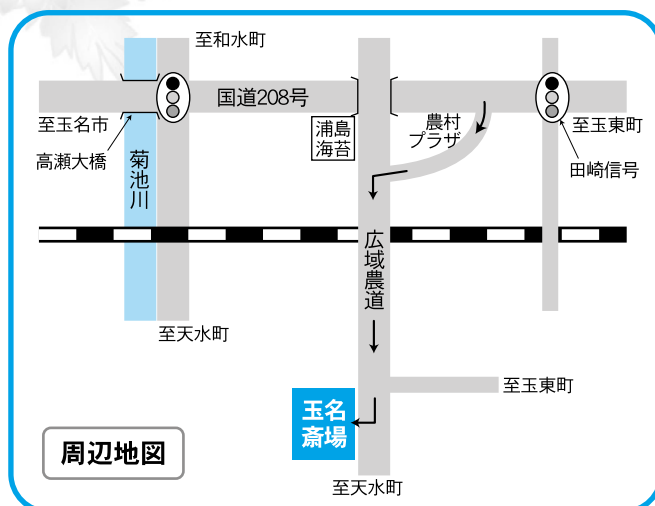 至和水町
国道208号
至玉名市
高瀬大橋
菊池川
浦島
海苔
農村
プラザ
至玉東町
田崎信号
広域農道
至天水町
至玉東町
玉名
斎場
周辺地図
至天水町